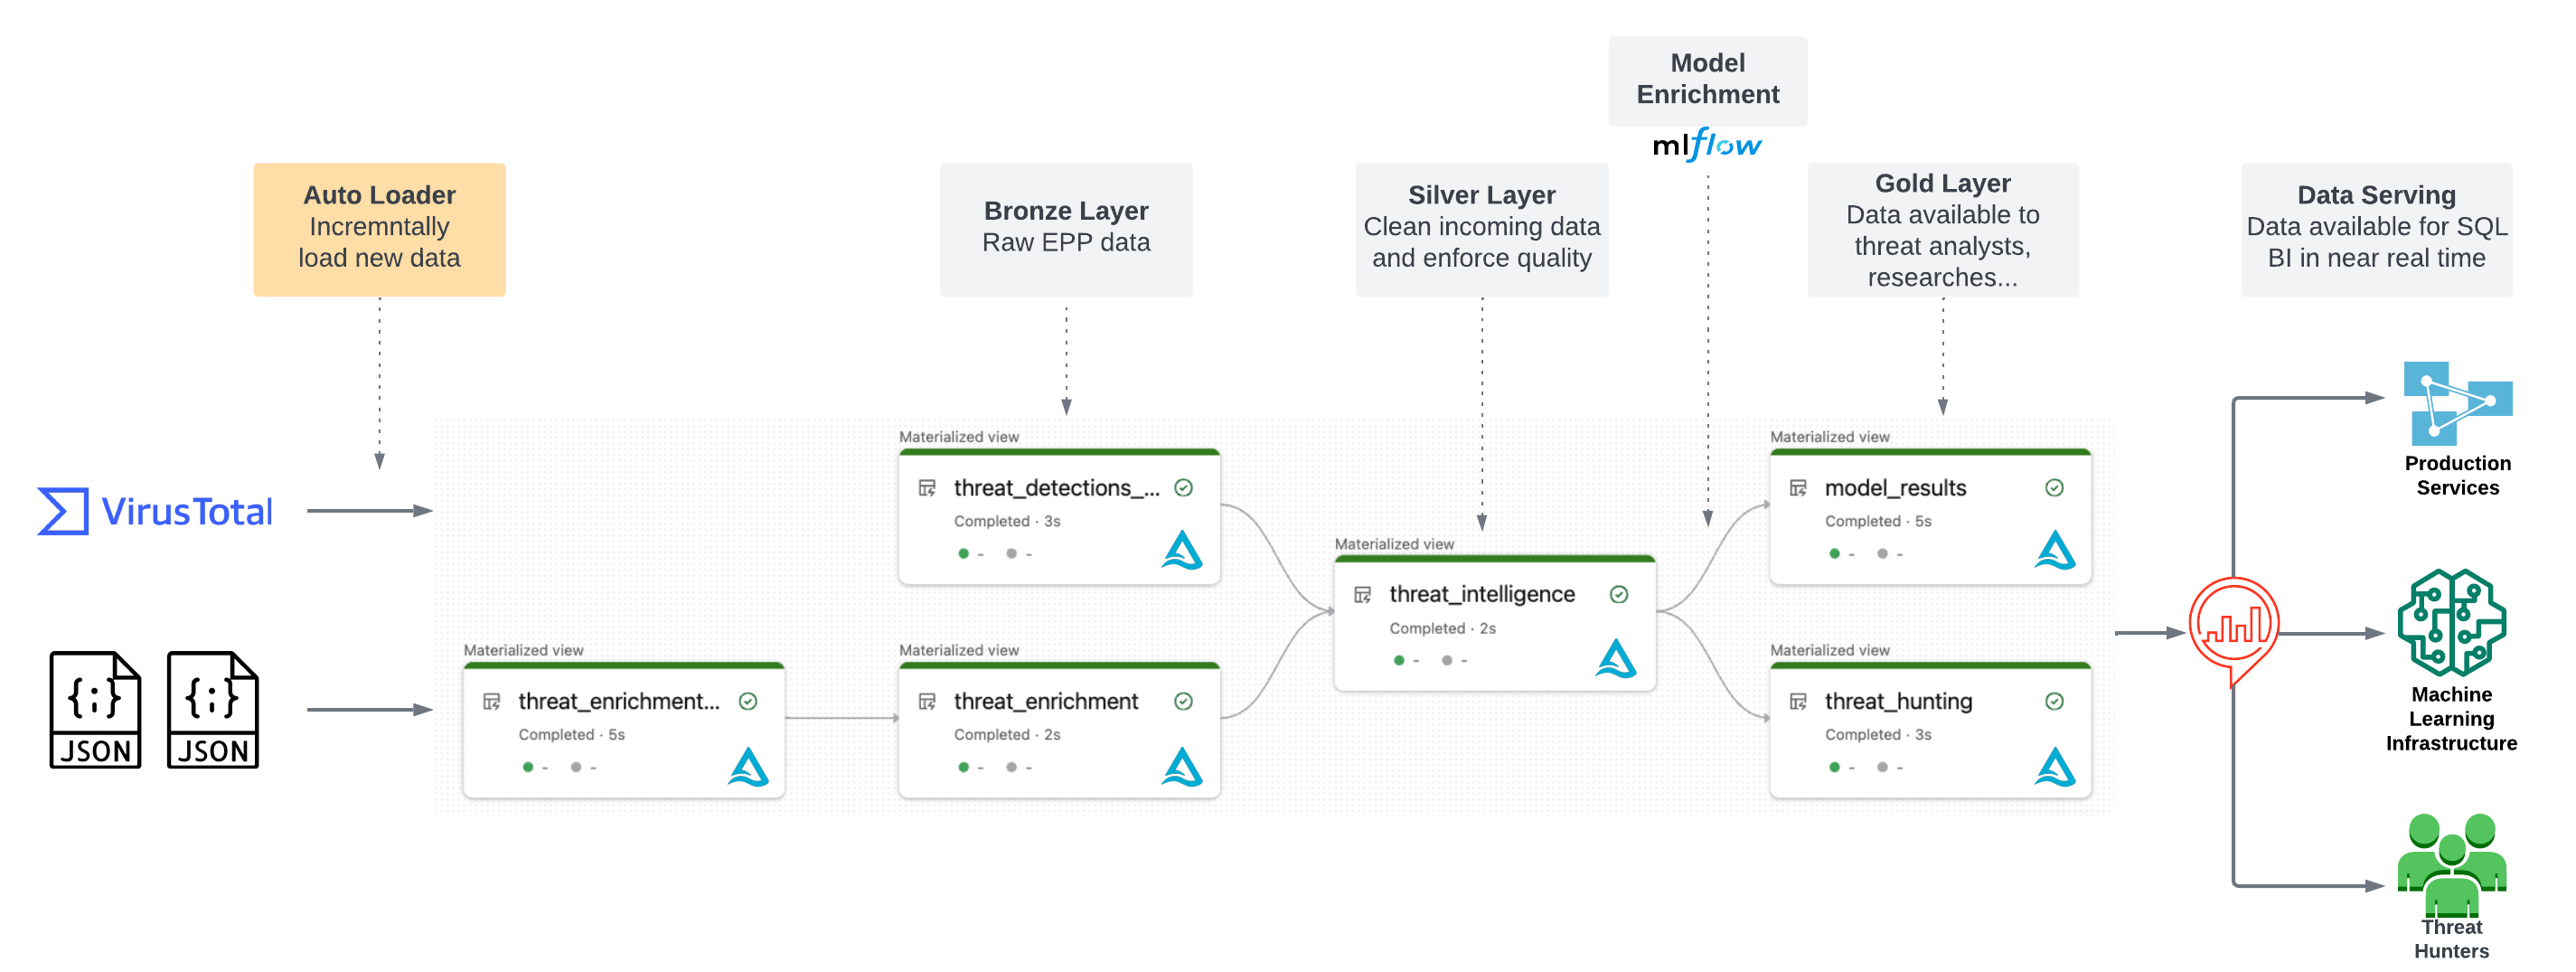 Model
Enrichment
mlflow
Auto Loader
Incremntally
load new data
Bronze Layer
Raw EPP data
Silver Layer
Clean incoming data
and enforce quality
Gold Layer
Data available to
threat analysts,
researches...
Data Serving
Data available for SQL
BI in near real time
VirusTotal
{;}
JSON
{;}
JSON
Materialized view
threat_enrichment...
Completed · 5s
- -
Materialized view
threat_detections_...
Completed · 3s
- -
Materialized view
threat_enrichment
Completed · 2s
- -
Materialized view
threat_intelligence
Completed · 2s
- -
Materialized view
model_results
Completed · 5s
- -
Materialized view
threat_hunting
Completed · 3s
- -
Production
Services
Machine
Learning
Infrastructure
Threat
Hunters